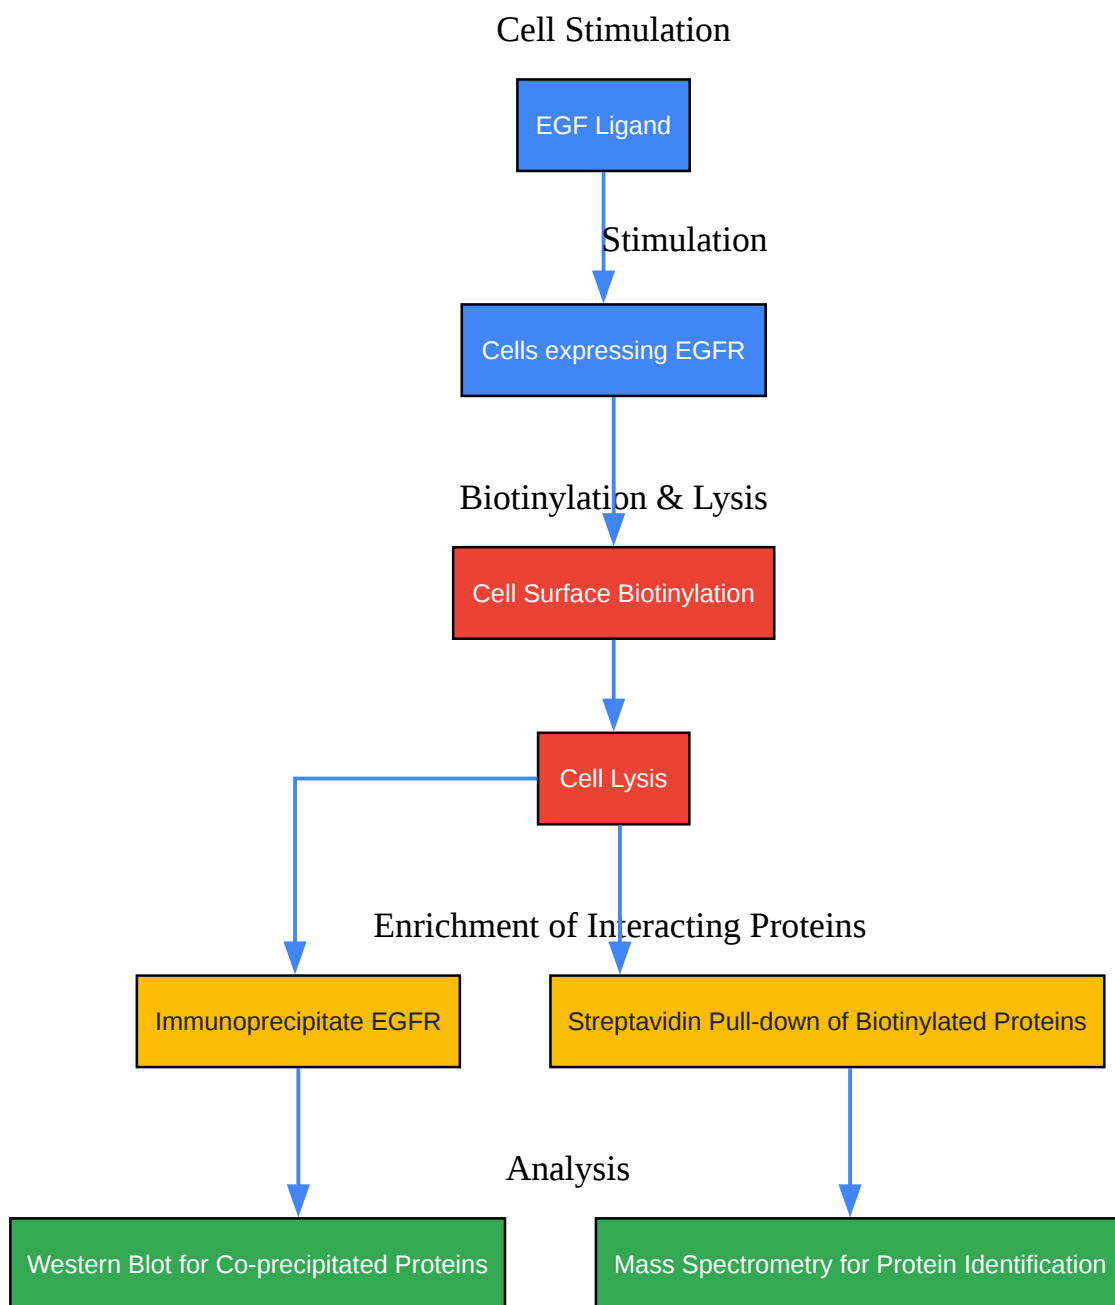 Cell Stimulation
EGF Ligand
Stimulation
Cells expressing EGFR
Biotinylation & Lysis
Cell Surface Biotinylation
Cell Lysis
Enrichment of Interacting Proteins
Immunoprecipitate EGFR
Streptavidin Pull-down of Biotinylated Proteins
Analysis
Western Blot for Co-precipitated Proteins
Mass Spectrometry for Protein Identification